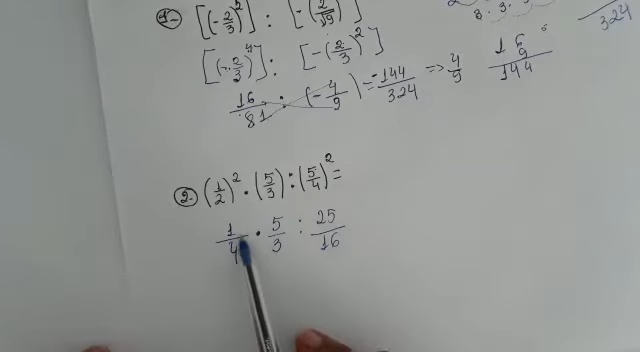 1. [(-2/3)²] : [-(2/√9)²]
[(-2/3)⁴] : [-(2/3)²]
16/81 : (-4/9) = -144/324 => 4/9
16
9
144
324
2. (1/2)² · (5/3) : (5/4)² =
1/4 · 5/3 : 25/16